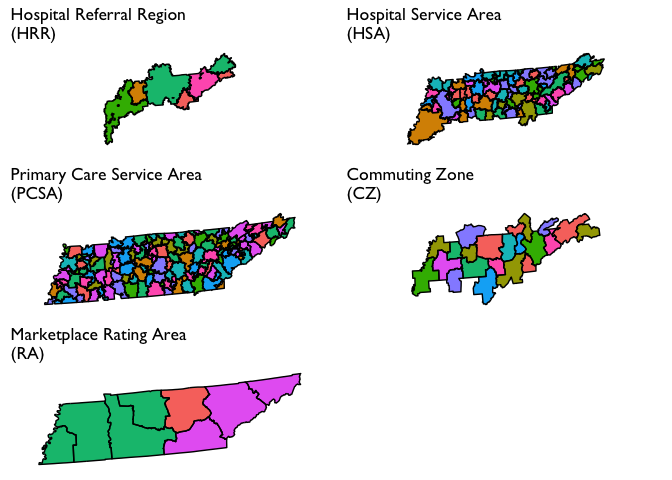 Hospital Referral Region
(HRR)
Hospital Service Area
(HSA)
Primary Care Service Area
(PCSA)
Commuting Zone
(CZ)
Marketplace Rating Area
(RA)